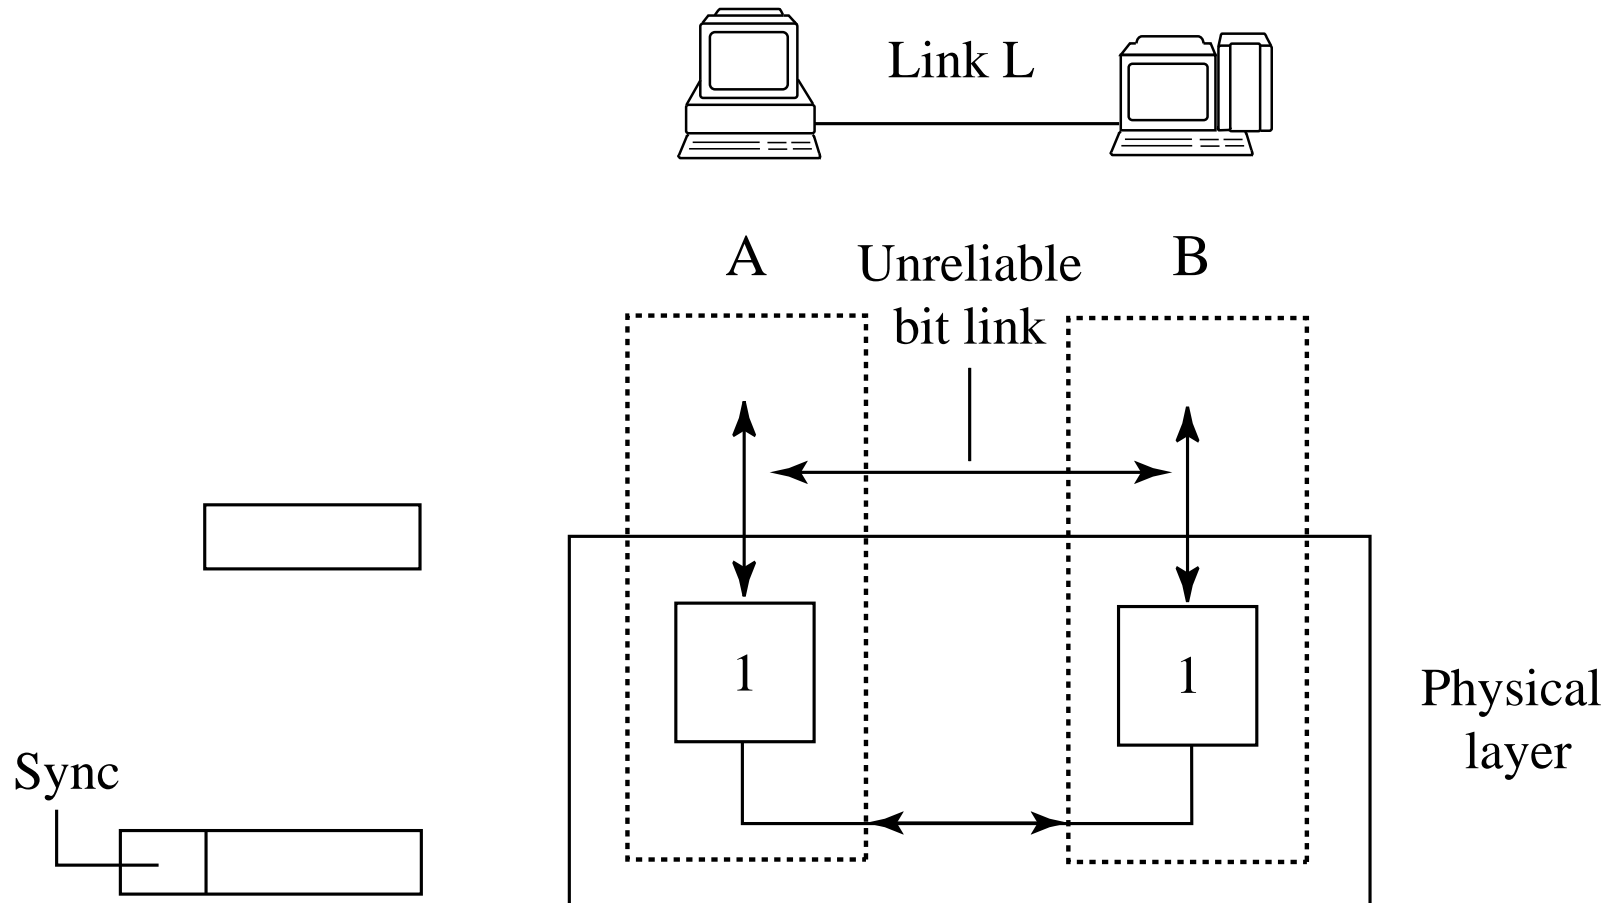 Link L
A
B
Unreliable
bit link
1
1
Physical
layer
Sync